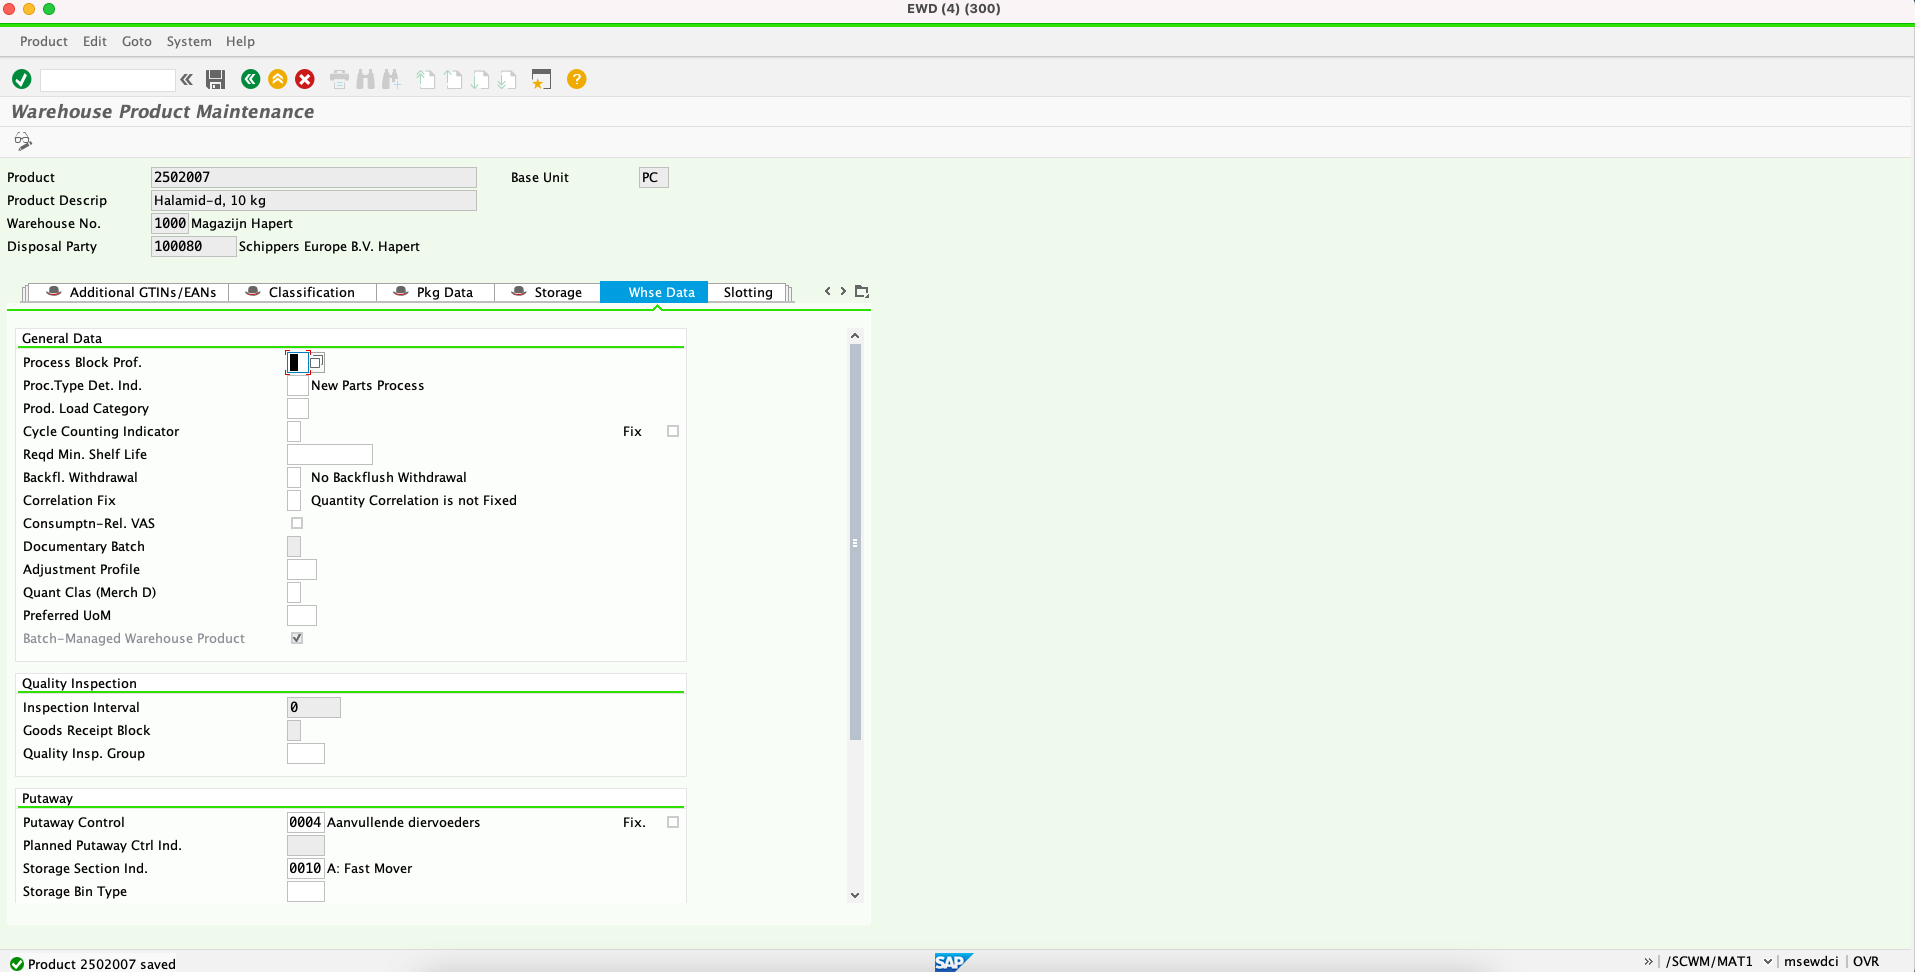 EWD (4) (300)
Product Edit Goto System Help
Warehouse Product Maintenance
Product 2502007 Base Unit PC
Product Descrip Halamid-d, 10 kg
Warehouse No. 1000 Magazijn Hapert
Disposal Party 100080 Schippers Europe B.V. Hapert
Additional GTINs/EANs Classification Pkg Data Storage Whse Data Slotting
General Data
Process Block Prof.
Proc.Type Det. Ind. New Parts Process
Prod. Load Category
Cycle Counting Indicator Fix
Reqd Min. Shelf Life
Backfl. Withdrawal No Backflush Withdrawal
Correlation Fix Quantity Correlation is not Fixed
Consumptn-Rel. VAS
Documentary Batch
Adjustment Profile
Quant Clas (Merch D)
Preferred UoM
Batch-Managed Warehouse Product
Quality Inspection
Inspection Interval 0
Goods Receipt Block
Quality Insp. Group
Putaway
Putaway Control 0004 Aanvullende diervoeders Fix.
Planned Putaway Ctrl Ind.
Storage Section Ind. 0010 A: Fast Mover
Storage Bin Type
Product 2502007 saved SAP /SCWM/MAT1 msewdci OVR